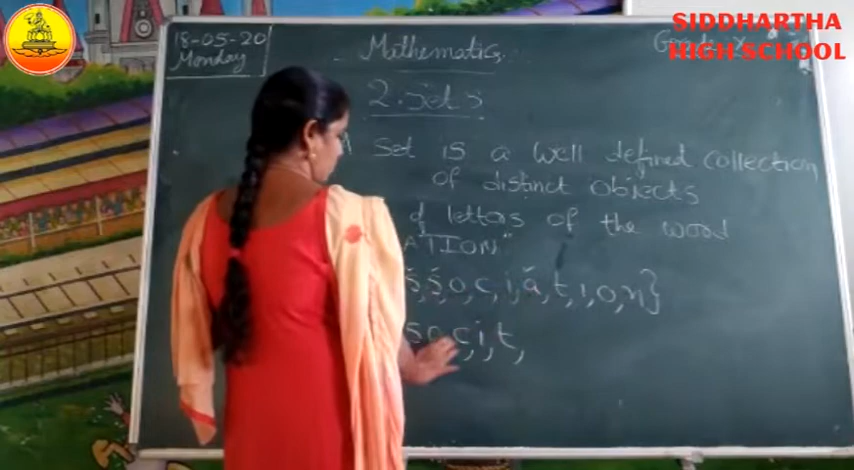 SIDDHARTHA
HIGH SCHOOL
18-05-20
Monday
Mathematics
2. Sets
Set is a well defined collection
of distinct objects
of letters of the word
ATION"
s, s, o, c, i, a, t, i, o, n}
s o c, i, t,